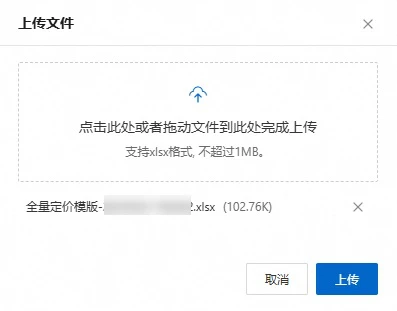 上传文件
点击此处或者拖动文件到此处完成上传
支持xlsx格式, 不超过1MB。
全量定价模版-2.xlsx (102.76K)
取消
上传